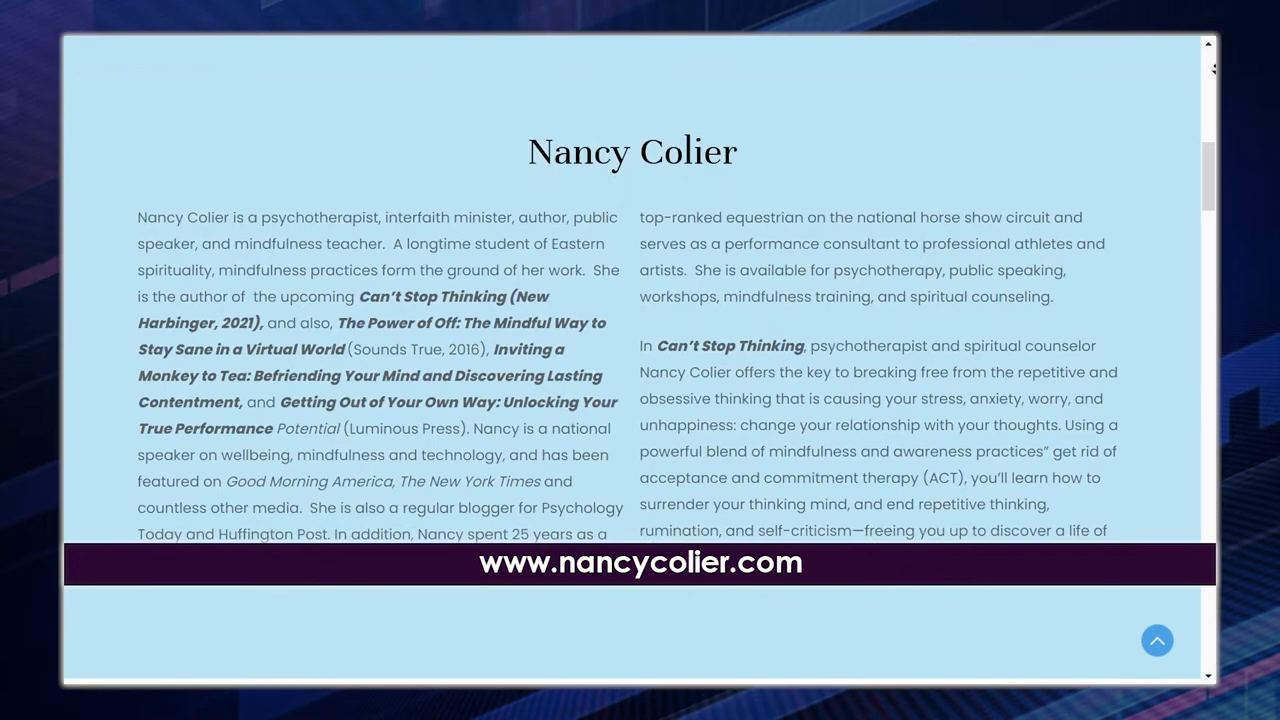 Nancy Colier
Nancy Colier is a psychotherapist, interfaith minister, author, public
speaker, and mindfulness teacher.  A longtime student of Eastern
spirituality, mindfulness practices form the ground of her work.  She
is the author of  the upcoming Can't Stop Thinking (New
Harbinger, 2021), and also, The Power of Off: The Mindful Way to
Stay Sane in a Virtual World (Sounds True, 2016), Inviting a
Monkey to Tea: Befriending Your Mind and Discovering Lasting
Contentment, and Getting Out of Your Own Way: Unlocking Your
True Performance Potential (Luminous Press). Nancy is a national
speaker on wellbeing, mindfulness and technology, and has been
featured on Good Morning America, The New York Times and
countless other media.  She is also a regular blogger for Psychology
Today and Huffington Post. In addition, Nancy spent 25 years as a
top-ranked equestrian on the national horse show circuit and
serves as a performance consultant to professional athletes and
artists.  She is available for psychotherapy, public speaking,
workshops, mindfulness training, and spiritual counseling.
In Can't Stop Thinking, psychotherapist and spiritual counselor
Nancy Colier offers the key to breaking free from the repetitive and
obsessive thinking that is causing your stress, anxiety, worry, and
unhappiness: change your relationship with your thoughts. Using a
powerful blend of mindfulness and awareness practices" get rid of
acceptance and commitment therapy (ACT), you'll learn how to
surrender your thinking mind, and end repetitive thinking,
rumination, and self-criticism—freeing you up to discover a life of
www.nancycolier.com